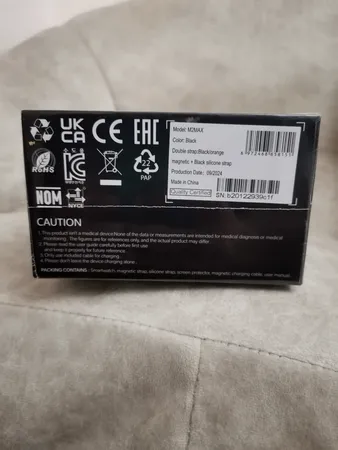 UK
CA
CE
EAC
RoHS
22
PAP
NOM
NYCE
Model: M2MAX
Color: Black
Double strap:Black/orange
magnetic + Black silicone strap
Production Date.: 09/2024
Made in China
Quality Certified
SN:b20122939c1f
CAUTION
1. This product isn't a medical deviceNone of the data or measurements are intended for medical diagnosis or medical
monitoring. The figures are for references only, and the actual product may differ.
2. Please read the user guide carefully before first use
and keep it properly for future reference.
3. Only use included cable for charging.
4. Please don't leave the charging store.
PACKING CONTAINS : Smartwatch, magnetic strap, silicone strap, screen protector, magnetic charging cable, user manual.